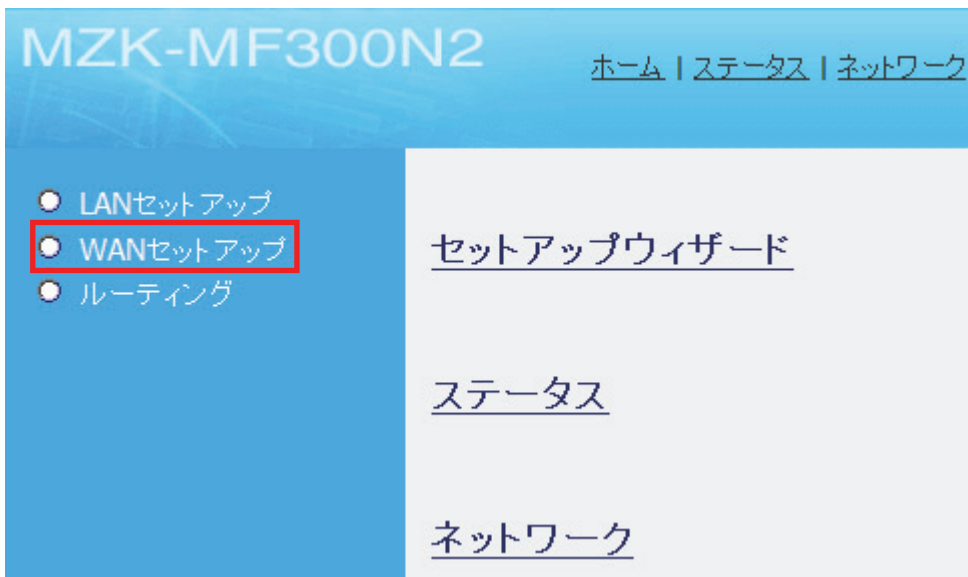 MZK-MF300N2
ホーム | ステータス | ネットワーク
LANセットアップ
WANセットアップ
ルーティング
セットアップウィザード
ステータス
ネットワーク